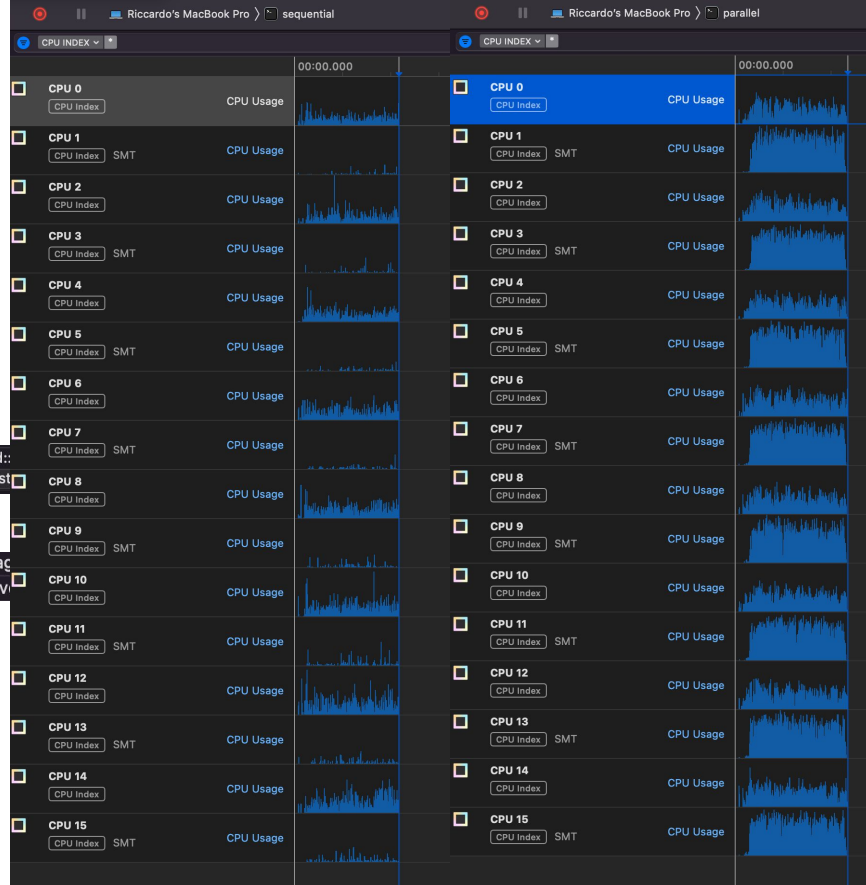 Riccardo's MacBook Pro 〉 sequential
CPU INDEX *
00:00.000
CPU 0
CPU Index
CPU Usage
CPU 1
CPU Index SMT
CPU Usage
CPU 2
CPU Index
CPU Usage
CPU 3
CPU Index SMT
CPU Usage
CPU 4
CPU Index
CPU Usage
CPU 5
CPU Index SMT
CPU Usage
CPU 6
CPU Index
CPU Usage
CPU 7
CPU Index SMT
CPU Usage
CPU 8
CPU Index
CPU Usage
CPU 9
CPU Index SMT
CPU Usage
CPU 10
CPU Index
CPU Usage
CPU 11
CPU Index SMT
CPU Usage
CPU 12
CPU Index
CPU Usage
CPU 13
CPU Index SMT
CPU Usage
CPU 14
CPU Index
CPU Usage
CPU 15
CPU Index SMT
CPU Usage
Riccardo's MacBook Pro 〉 parallel
CPU INDEX *
00:00.000
CPU 0
CPU Index
CPU Usage
CPU 1
CPU Index SMT
CPU Usage
CPU 2
CPU Index
CPU Usage
CPU 3
CPU Index SMT
CPU Usage
CPU 4
CPU Index
CPU Usage
CPU 5
CPU Index SMT
CPU Usage
CPU 6
CPU Index
CPU Usage
CPU 7
CPU Index SMT
CPU Usage
CPU 8
CPU Index
CPU Usage
CPU 9
CPU Index SMT
CPU Usage
CPU 10
CPU Index
CPU Usage
CPU 11
CPU Index SMT
CPU Usage
CPU 12
CPU Index
CPU Usage
CPU 13
CPU Index SMT
CPU Usage
CPU 14
CPU Index
CPU Usage
CPU 15
CPU Index SMT
CPU Usage